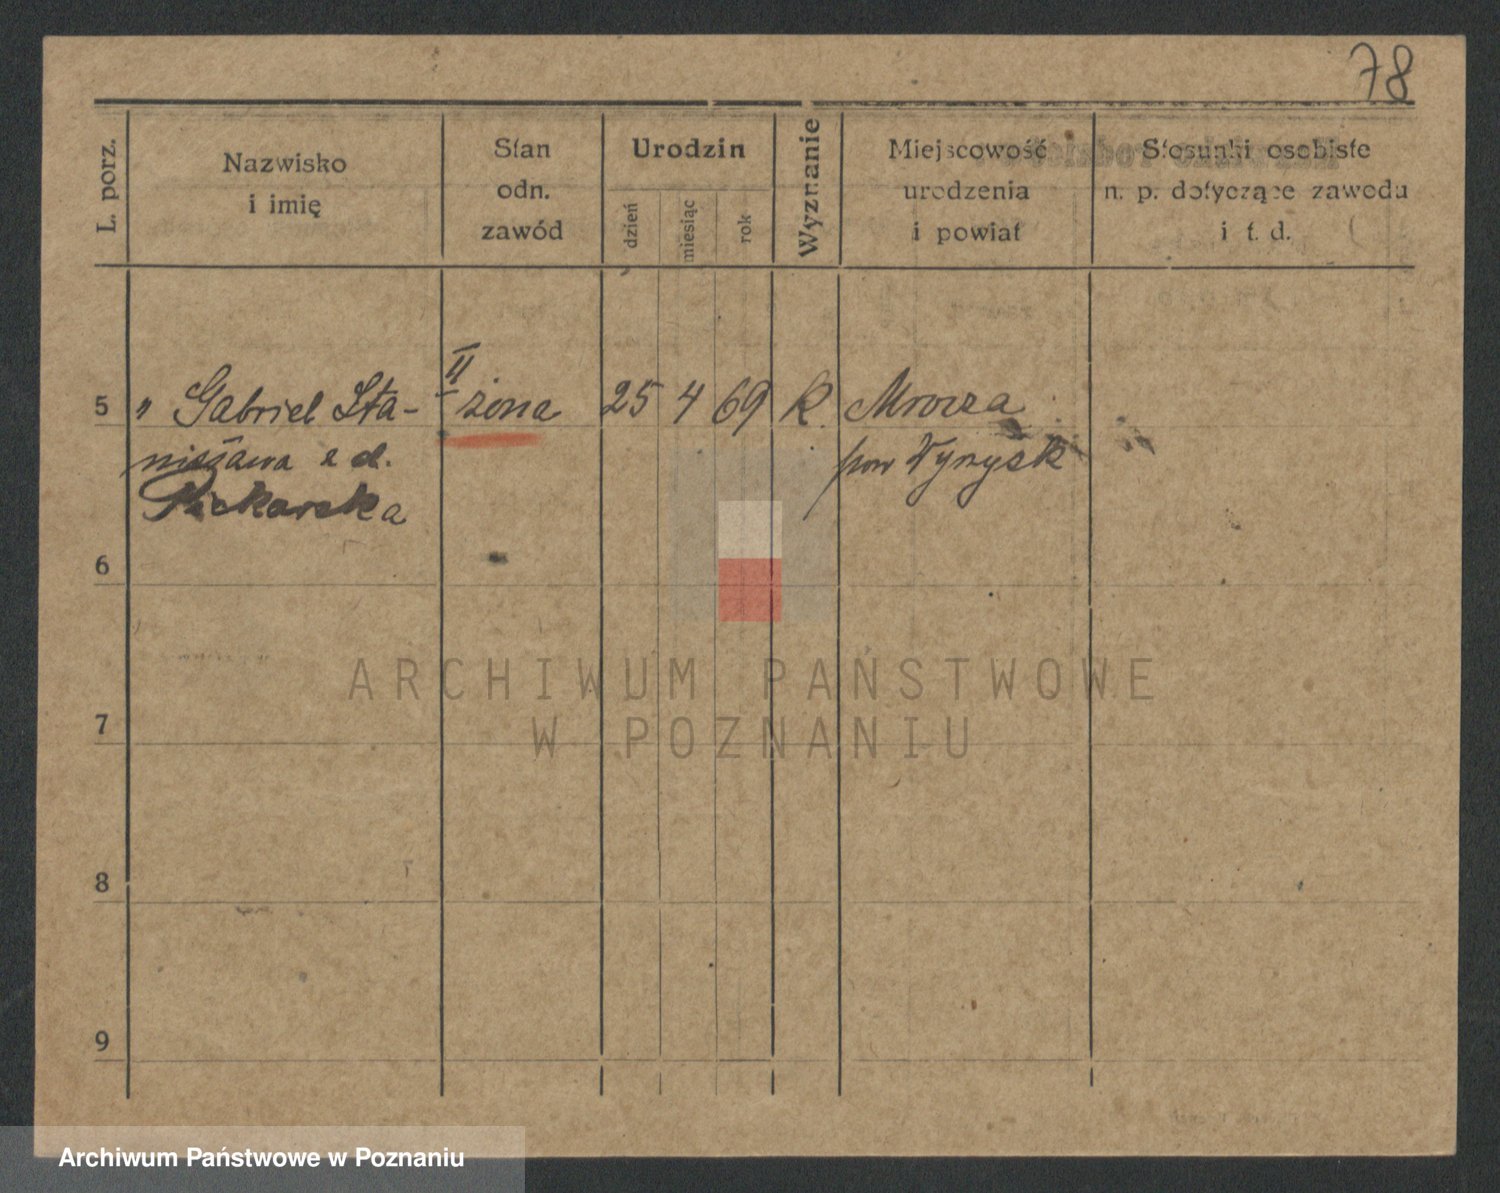 78
L. porz.
Nazwisko
i imię
Stan
odn.
zawód
Urodzin
dzień
miesiąc
rok
Wyznanie
Miejscowość
urodzenia
i powiat
Stosunki osobiste
n. p. dotyczące zawodu
i t. d.
5 " Gabriel Sta- II żona 25 4 69 k. Mrocza
nisława z d. pow Wyrzysk
Piekarska
6
7
8
9
ARCHIWUM PAŃSTWOWE
W POZNANIU
Archiwum Państwowe w Poznaniu